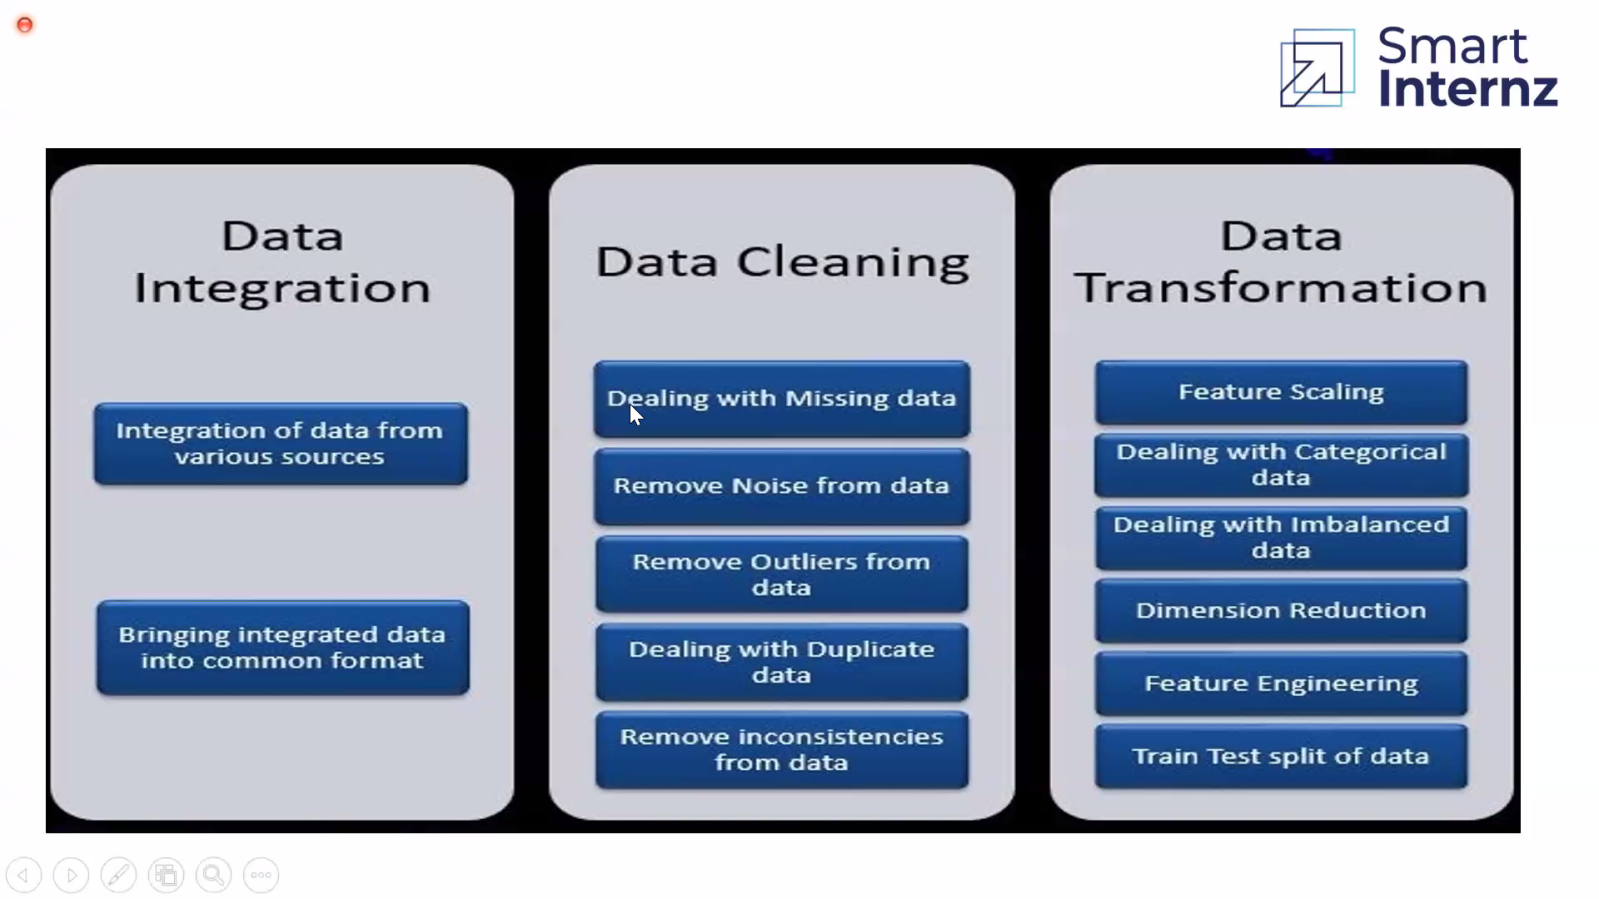 Smart
Internz
Data
Integration
Integration of data from
various sources
Bringing integrated data
into common format
Data Cleaning
Dealing with Missing data
Remove Noise from data
Remove Outliers from
data
Dealing with Duplicate
data
Remove inconsistencies
from data
Data
Transformation
Feature Scaling
Dealing with Categorical
data
Dealing with Imbalanced
data
Dimension Reduction
Feature Engineering
Train Test split of data